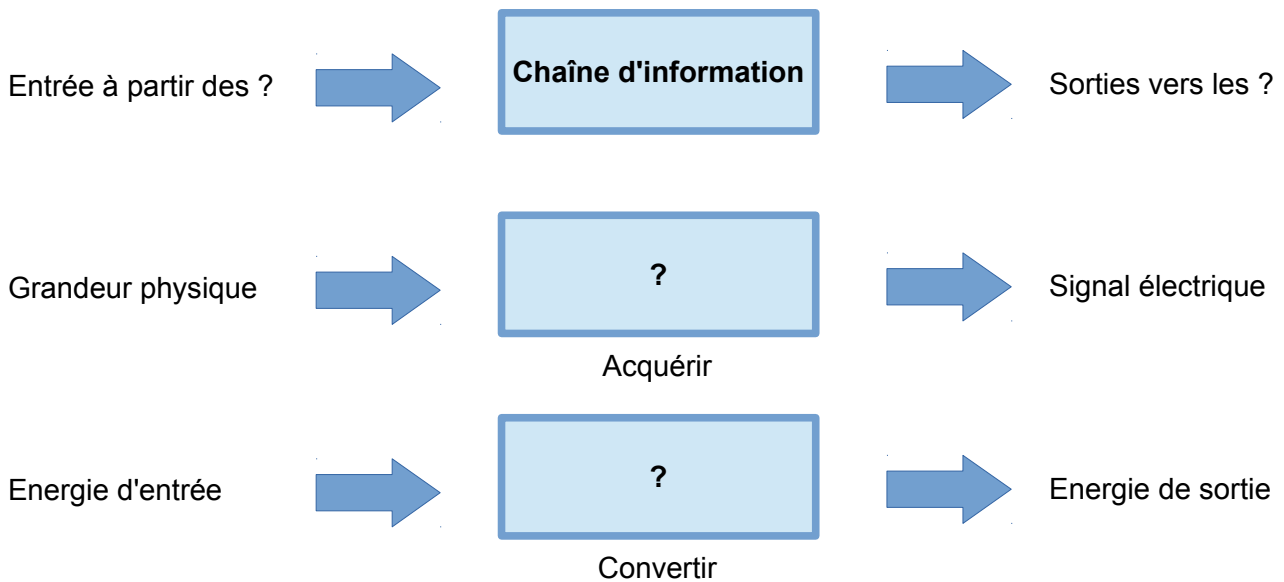 Entrée à partir des ?
Chaîne d'information
Sorties vers les ?
Grandeur physique
?
Signal électrique
Acquérir
Energie d'entrée
?
Energie de sortie
Convertir